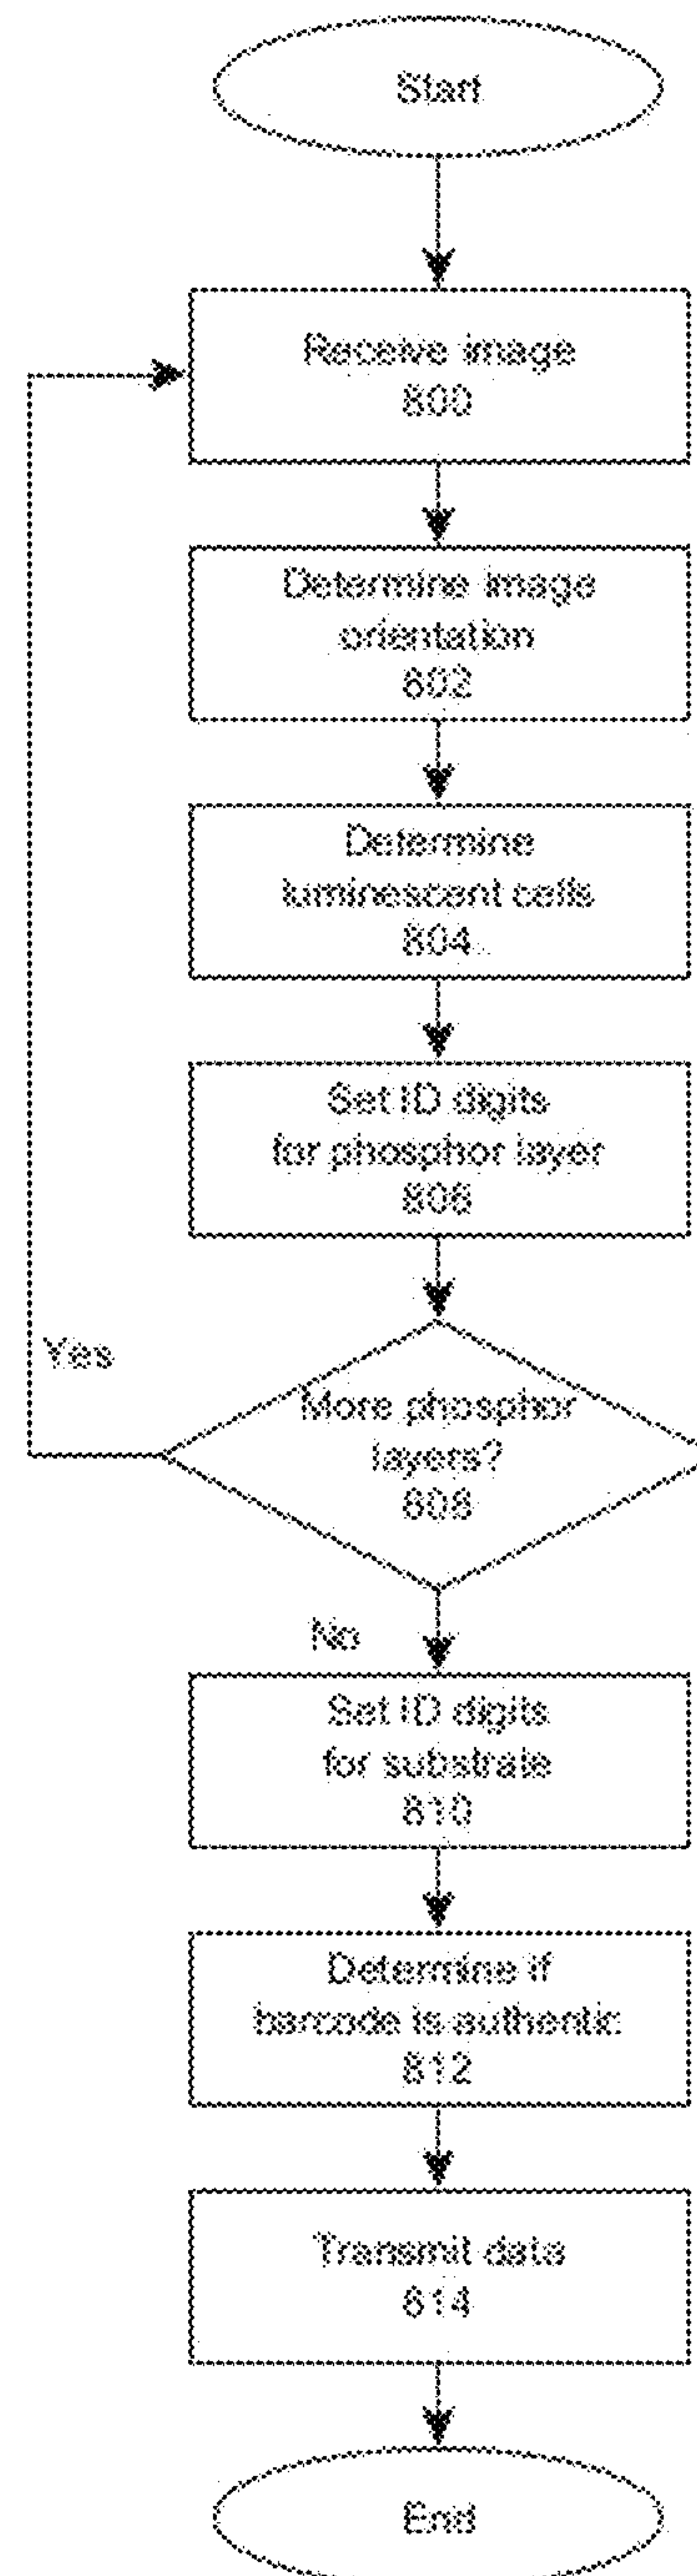 Start
Receive image
800
Determine image
orientation
802
Determine
luminescent cells
804
Set ID digits
for phosphor layer
806
Yes
More phosphor
layers?
808
No
Set ID digits
for substrate
810
Determine if
barcode is authentic
812
Transmit data
814
End